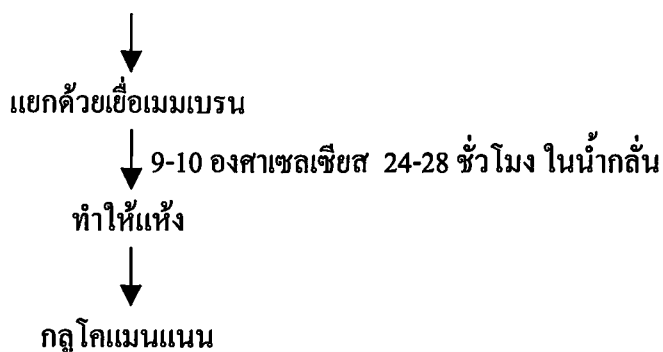 แยกด้วยเยื่อเมมเบรน
9-10 องศาเซลเซียส 24-28 ชั่วโมง ในน้ำกลั่น
ทำให้แห้ง
กลูโคแมนแนน